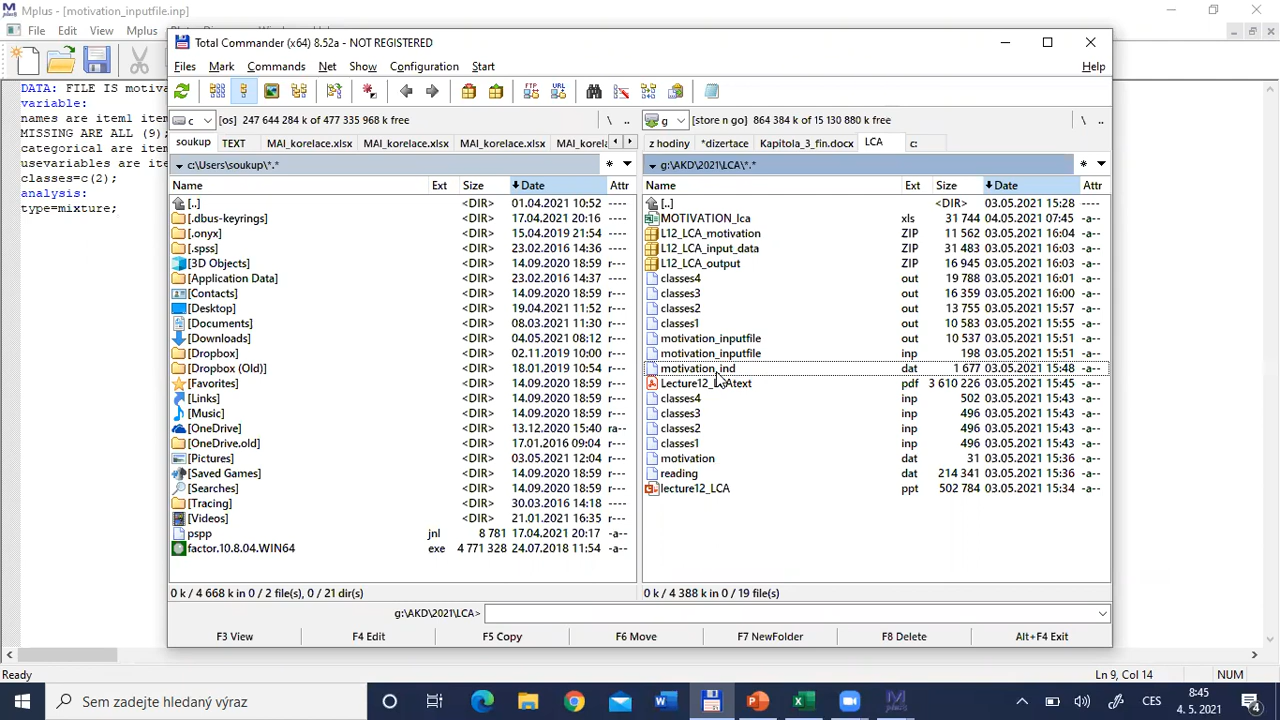 Mplus - [motivation_inputfile.inp]
File Edit View Mplus
DATA: FILE IS motiva
variable:
names are item1 item
MISSING ARE ALL (9);
categorical are item
usevariables are ite
classes=c(2);
analysis:
type=mixture;
Total Commander (x64) 8.52a - NOT REGISTERED
Files Mark Commands Net Show Configuration Start Help
FTP URL
c [os] 247 644 284 k of 477 335 968 k free \ ..
g [store n go] 864 384 k of 15 130 880 k free \ ..
soukup TEXT MAI_korelace.xlsx MAI_korelace.xlsx MAI_korelace.xlsx MAI_korela
z hodiny *dizertace Kapitola_3_fin.docx LCA c:
c:\Users\soukup\*.* * 
g:\AKD\2021\LCA\*.* *
Name Ext Size Date Attr
[..] <DIR> 01.04.2021 10:52 ----
[.dbus-keyrings] <DIR> 17.04.2021 20:16 ----
[.onyx] <DIR> 15.04.2019 21:54 ----
[.spss] <DIR> 23.02.2016 14:36 ----
[3D Objects] <DIR> 14.09.2020 18:59 r---
[Application Data] <DIR> 23.02.2016 14:37 ----
[Contacts] <DIR> 14.09.2020 18:59 r---
[Desktop] <DIR> 19.04.2021 11:52 r---
[Documents] <DIR> 08.03.2021 11:30 r---
[Downloads] <DIR> 04.05.2021 08:12 r---
[Dropbox] <DIR> 02.11.2019 10:00 r---
[Dropbox (Old)] <DIR> 18.01.2019 10:54 r---
[Favorites] <DIR> 14.09.2020 18:59 r---
[Links] <DIR> 14.09.2020 18:59 r---
[Music] <DIR> 14.09.2020 18:59 r---
[OneDrive] <DIR> 13.12.2020 15:40 ra--
[OneDrive.old] <DIR> 17.01.2016 09:04 r---
[Pictures] <DIR> 03.05.2021 12:04 r---
[Saved Games] <DIR> 14.09.2020 18:59 r---
[Searches] <DIR> 14.09.2020 18:59 r---
[Tracing] <DIR> 30.03.2016 14:18 ----
[Videos] <DIR> 21.01.2021 16:35 r---
pspp jnl 8 781 17.04.2021 20:17 -a--
factor.10.8.04.WIN64 exe 4 771 328 24.07.2018 11:54 -a--
0 k / 4 668 k in 0 / 2 file(s), 0 / 21 dir(s)
Name Ext Size Date Attr
[..] <DIR> 03.05.2021 15:28 ----
MOTIVATION_lca xls 31 744 04.05.2021 07:45 -a--
L12_LCA_motivation ZIP 11 562 03.05.2021 16:04 -a--
L12_LCA_input_data ZIP 31 483 03.05.2021 16:03 -a--
L12_LCA_output ZIP 16 945 03.05.2021 16:03 -a--
classes4 out 19 788 03.05.2021 16:01 -a--
classes3 out 16 359 03.05.2021 16:00 -a--
classes2 out 13 755 03.05.2021 15:57 -a--
classes1 out 10 583 03.05.2021 15:55 -a--
motivation_inputfile out 10 537 03.05.2021 15:51 -a--
motivation_inputfile inp 198 03.05.2021 15:51 -a--
motivation_ind dat 1 677 03.05.2021 15:48 -a--
pdf 3 610 226 03.05.2021 15:45 -a--
classes4 inp 502 03.05.2021 15:43 -a--
classes3 inp 496 03.05.2021 15:43 -a--
classes2 inp 496 03.05.2021 15:43 -a--
classes1 inp 496 03.05.2021 15:43 -a--
motivation dat 31 03.05.2021 15:36 -a--
reading dat 214 341 03.05.2021 15:36 -a--
lecture12_LCA ppt 502 784 03.05.2021 15:34 -a--
0 k / 4 388 k in 0 / 19 file(s)
g:\AKD\2021\LCA>
F3 View F4 Edit F5 Copy F6 Move F7 NewFolder F8 Delete Alt+F4 Exit
Ready Ln 9, Col 14 NUM
Sem zadejte hledaný výraz
CES 8:45
4. 5. 2021
4